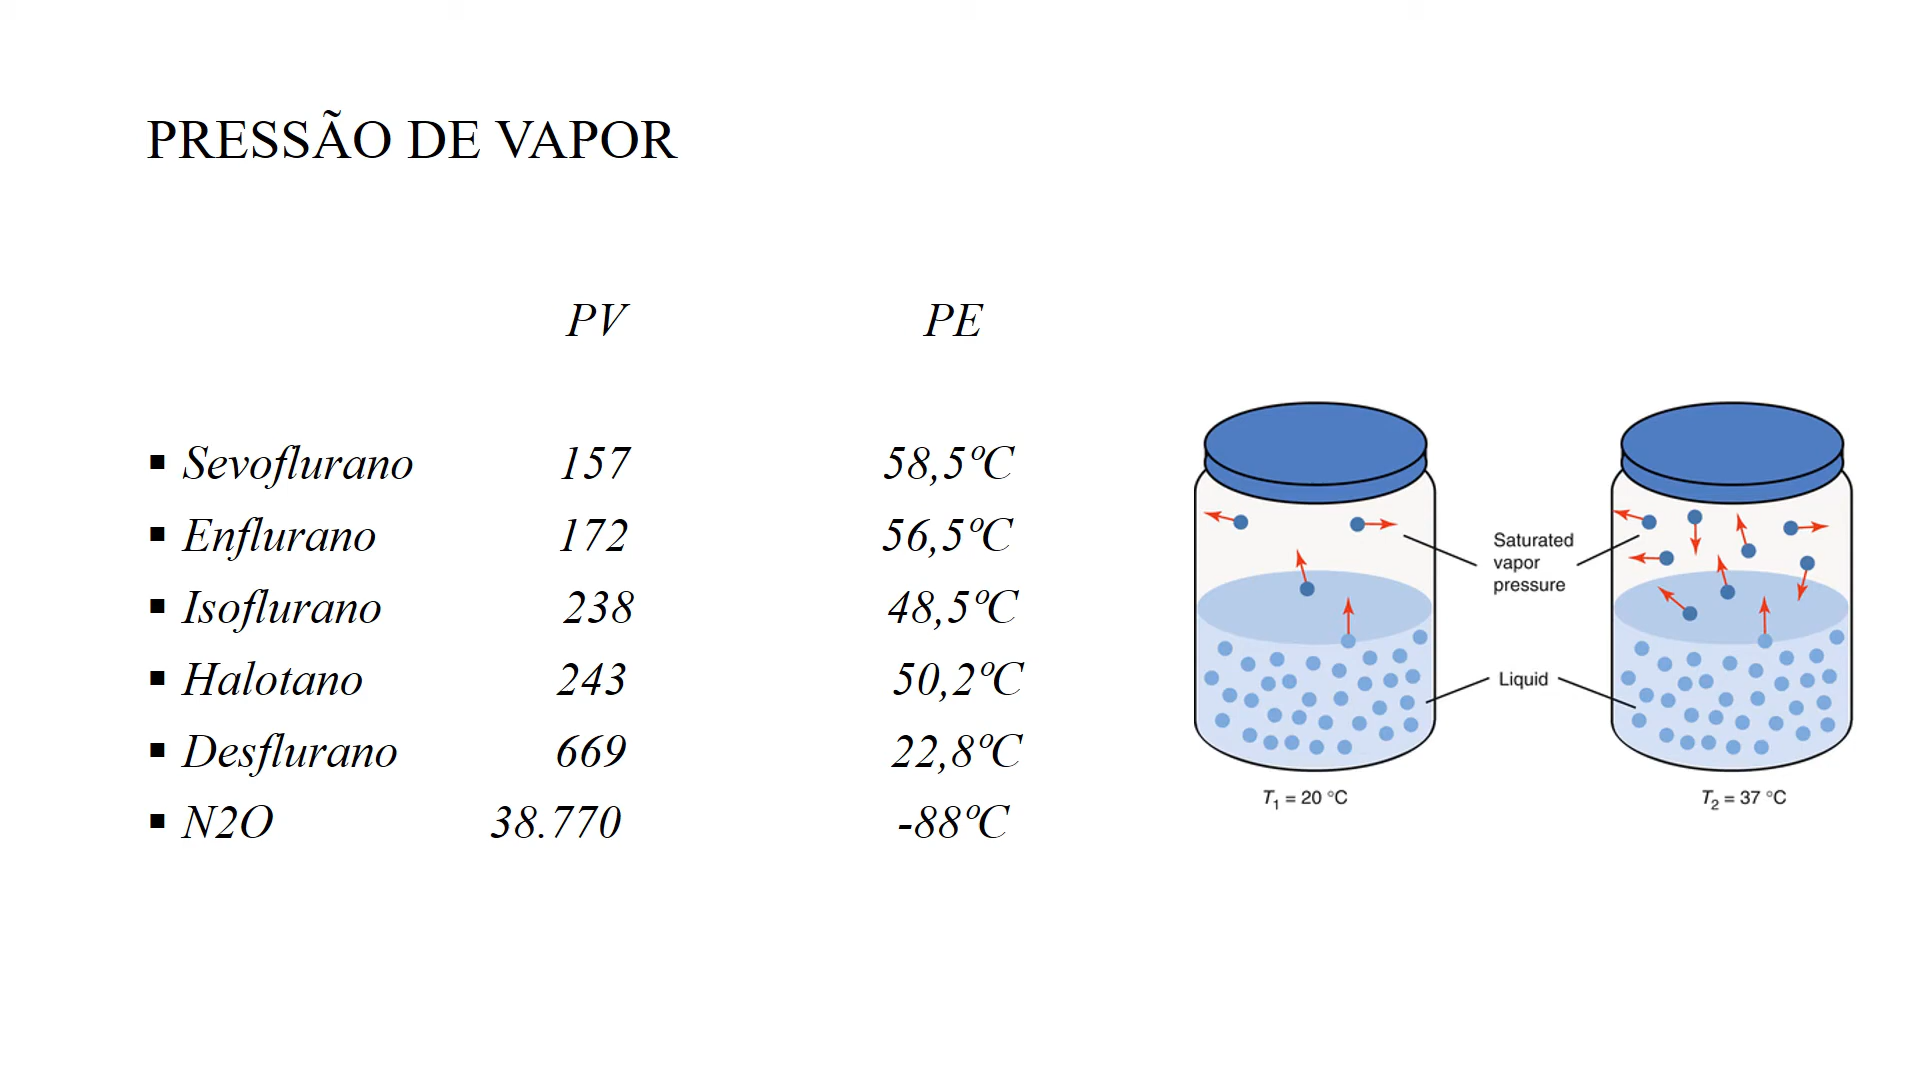 PRESSÃO DE VAPOR
PV PE
▪ Sevoflurano 157 58,5ºC
▪ Enflurano 172 56,5ºC
▪ Isoflurano 238 48,5ºC
▪ Halotano 243 50,2ºC
▪ Desflurano 669 22,8ºC
▪ N2O 38.770 -88ºC
Saturated
vapor
pressure
Liquid
T1 = 20 °C
T2 = 37 °C